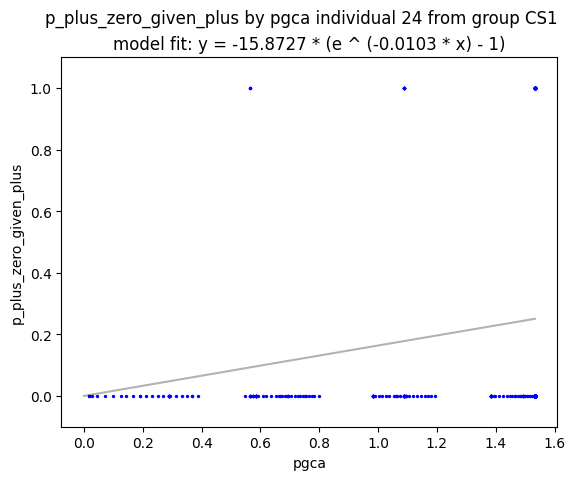 p_plus_zero_given_plus by pgca individual 24 from group CS1
model fit: y = -15.8727 * (e ^ (-0.0103 * x) - 1)
1.0
0.8
0.6
0.4
0.2
0.0
p_plus_zero_given_plus
0.0 0.2 0.4 0.6 0.8 1.0 1.2 1.4 1.6
pgca